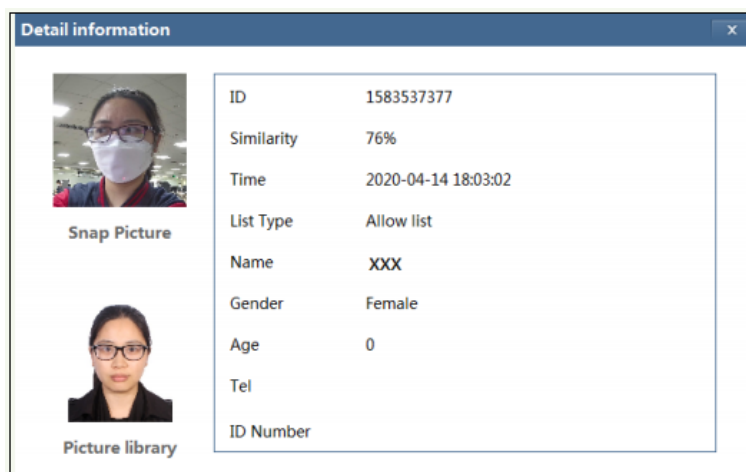 Detail information
x
ID 1583537377
Similarity 76%
Time 2020-04-14 18:03:02
List Type Allow list
Name XXX
Gender Female
Age 0
Tel
ID Number
Snap Picture
Picture library